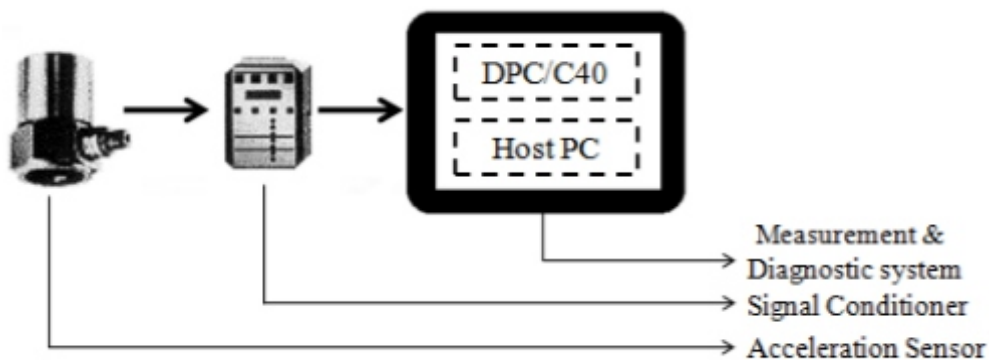 DPC/C40
Host PC
Measurement &
Diagnostic system
Signal Conditioner
Acceleration Sensor